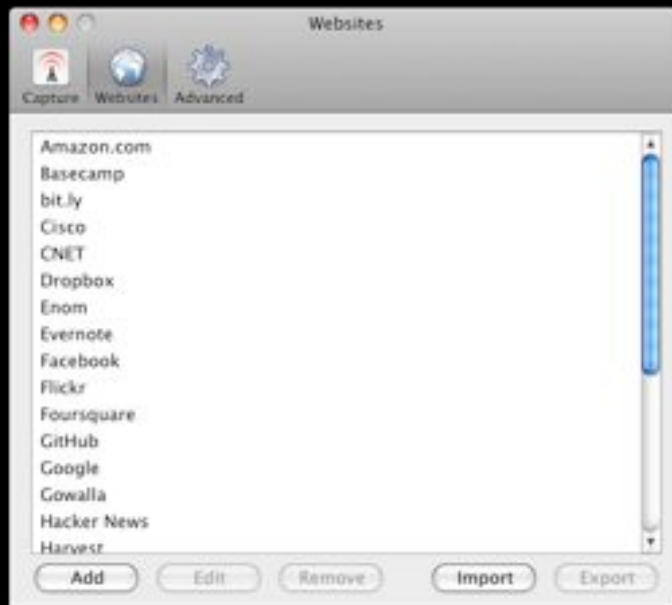 Websites
Capture Websites Advanced
Amazon.com
Basecamp
bit.ly
Cisco
CNET
Dropbox
Enom
Evernote
Facebook
Flickr
Foursquare
GitHub
Google
Gowalla
Hacker News
Harvest
Add Edit Remove Import Export